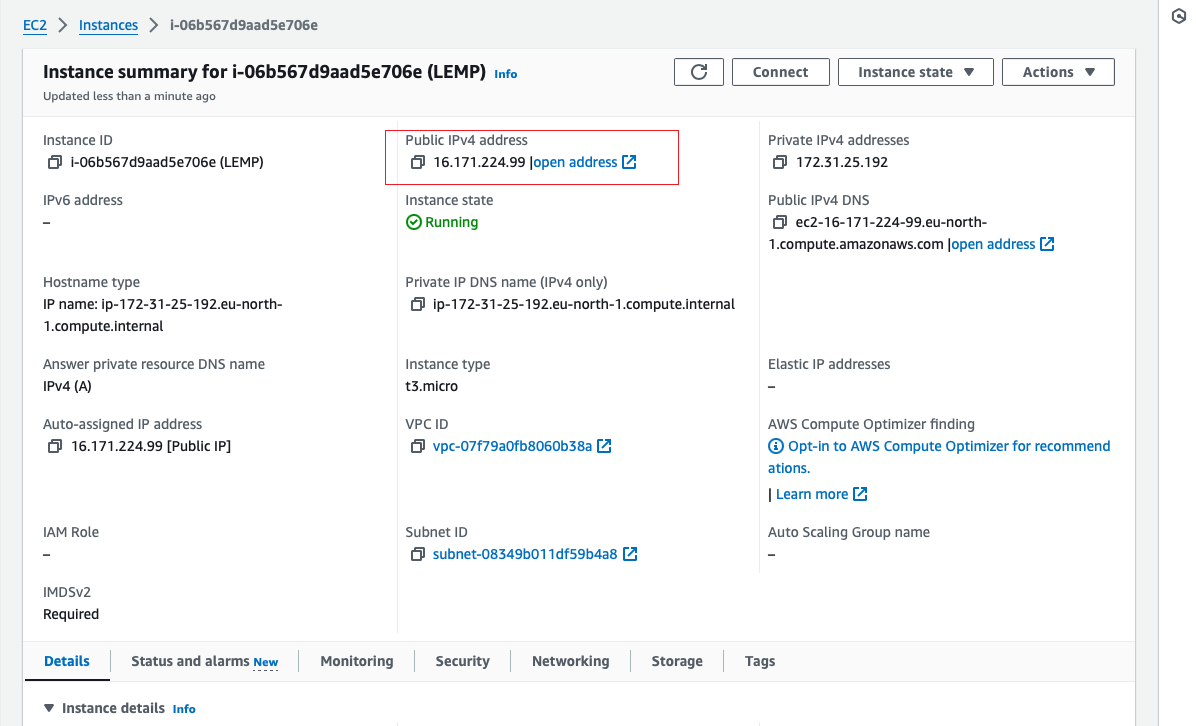 EC2 > Instances > i-06b567d9aad5e706e
Instance summary for i-06b567d9aad5e706e (LEMP) Info
Updated less than a minute ago
Connect
Instance state
Actions
Instance ID
i-06b567d9aad5e706e (LEMP)
Public IPv4 address
16.171.224.99 |open address
Private IPv4 addresses
172.31.25.192
IPv6 address
–
Instance state
Running
Public IPv4 DNS
ec2-16-171-224-99.eu-north-
1.compute.amazonaws.com |open address
Hostname type
IP name: ip-172-31-25-192.eu-north-
1.compute.internal
Private IP DNS name (IPv4 only)
ip-172-31-25-192.eu-north-1.compute.internal
Answer private resource DNS name
IPv4 (A)
Instance type
t3.micro
Elastic IP addresses
–
Auto-assigned IP address
16.171.224.99 [Public IP]
VPC ID
vpc-07f79a0fb8060b38a
AWS Compute Optimizer finding
Opt-in to AWS Compute Optimizer for recommend
ations.
| Learn more
IAM Role
–
Subnet ID
subnet-08349b011df59b4a8
Auto Scaling Group name
–
IMDSv2
Required
Details
Status and alarms New
Monitoring
Security
Networking
Storage
Tags
Instance details Info